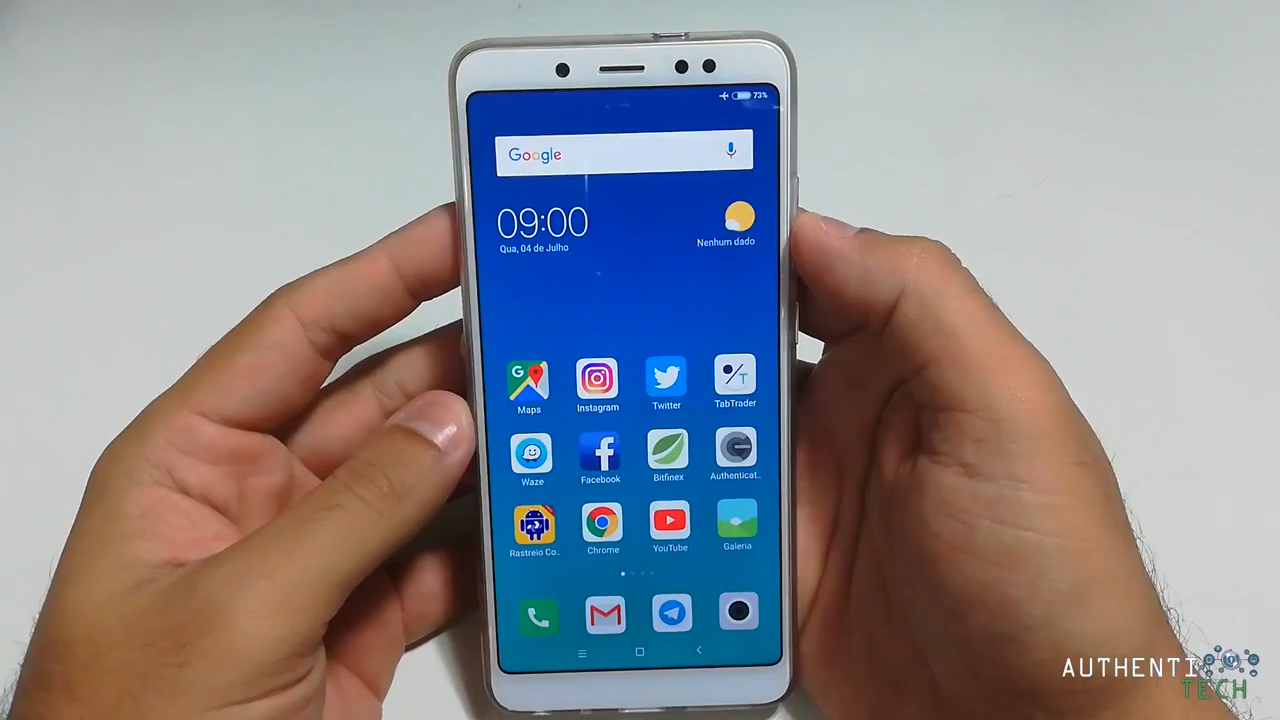 73%
Google
09:00
Qua, 04 de Julho
Nenhum dado
G
Maps
Instagram
Twitter
TabTrader
Waze
Facebook
Bitfinex
Authenticat..
Rastreio Co..
Chrome
YouTube
Galeria
AUTHENTI
TECH